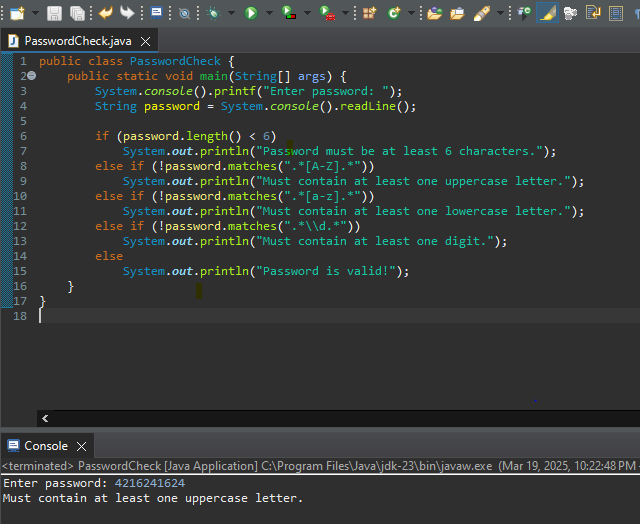 PasswordCheck.java
1 public class PasswordCheck {
2 public static void main(String[] args) {
3 System.console().printf("Enter password: ");
4 String password = System.console().readLine();
5
6 if (password.length() < 6)
7 System.out.println("Password must be at least 6 characters.");
8 else if (!password.matches(".*[A-Z].*"))
9 System.out.println("Must contain at least one uppercase letter.");
10 else if (!password.matches(".*[a-z].*"))
11 System.out.println("Must contain at least one lowercase letter.");
12 else if (!password.matches(".*\\d.*"))
13 System.out.println("Must contain at least one digit.");
14 else
15 System.out.println("Password is valid!");
16 }
17 }
18
Console
<terminated> PasswordCheck [Java Application] C:\Program Files\Java\jdk-23\bin\javaw.exe (Mar 19, 2025, 10:22:48 PM
Enter password: 4216241624
Must contain at least one uppercase letter.